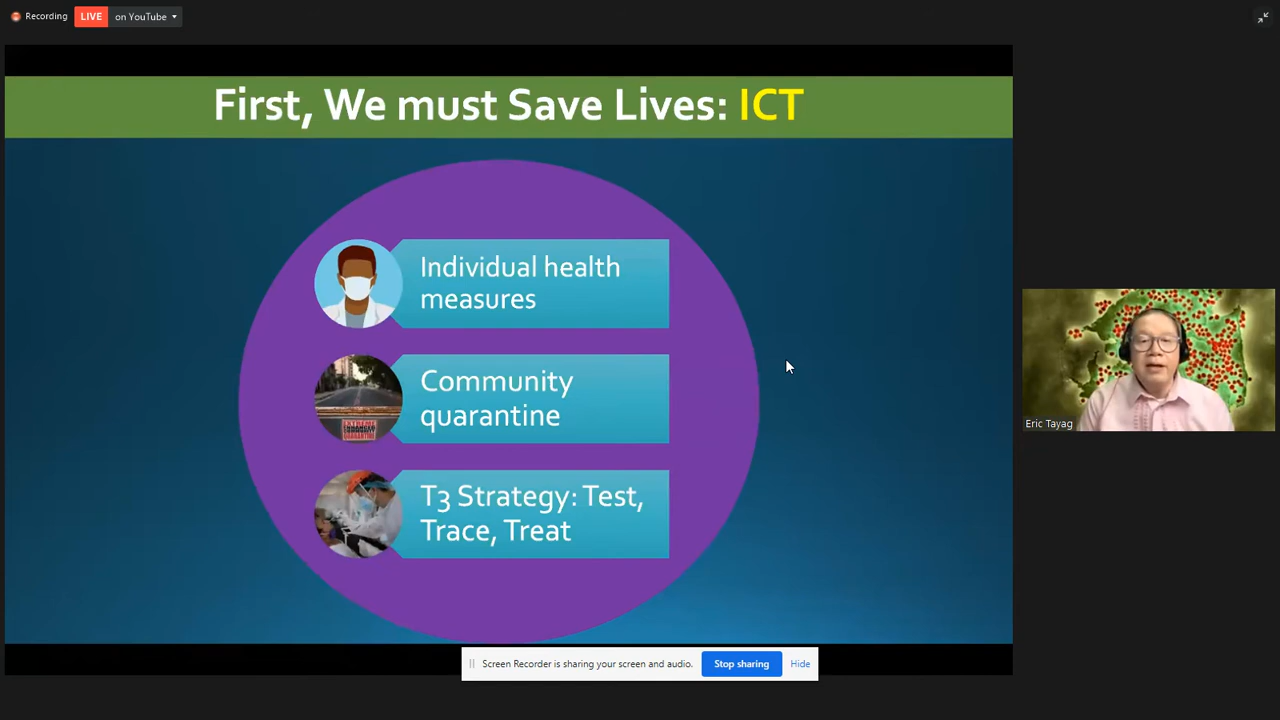 Recording
LIVE
on YouTube
First, We must Save Lives: ICT
Individual health
measures
Community
quarantine
T3 Strategy: Test,
Trace, Treat
Eric Tayag
Screen Recorder is sharing your screen and audio.
Stop sharing
Hide